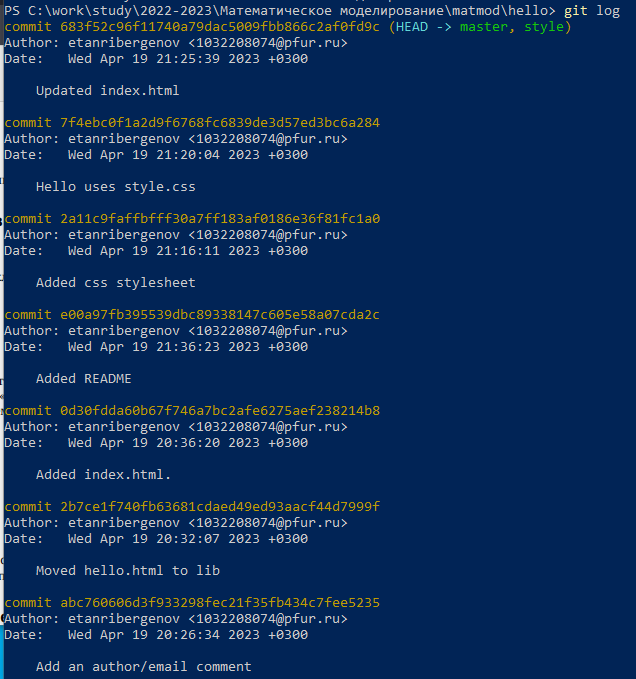 PS C:\work\study\2022-2023\Математическое моделирование\matmod\hello> git log
commit 683f52c96f11740a79dac5009fbb866c2af0fd9c (HEAD -> master, style)
Author: etanribergenov <1032208074@pfur.ru>
Date:   Wed Apr 19 21:25:39 2023 +0300
Updated index.html
commit 7f4ebc0f1a2d9f6768fc6839de3d57ed3bc6a284
Author: etanribergenov <1032208074@pfur.ru>
Date:   Wed Apr 19 21:20:04 2023 +0300
Hello uses style.css
commit 2a11c9faffbfff30a7ff183af0186e36f81fc1a0
Author: etanribergenov <1032208074@pfur.ru>
Date:   Wed Apr 19 21:16:11 2023 +0300
Added css stylesheet
commit e00a97fb395539dbc89338147c605e58a07cda2c
Author: etanribergenov <1032208074@pfur.ru>
Date:   Wed Apr 19 21:36:23 2023 +0300
Added README
commit 0d30fdda60b67f746a7bc2afe6275aef238214b8
Author: etanribergenov <1032208074@pfur.ru>
Date:   Wed Apr 19 20:36:20 2023 +0300
Added index.html.
commit 2b7ce1f740fb63681cdaed49ed93aacf44d7999f
Author: etanribergenov <1032208074@pfur.ru>
Date:   Wed Apr 19 20:32:07 2023 +0300
Moved hello.html to lib
commit abc760606d3f933298fec21f35fb434c7fee5235
Author: etanribergenov <1032208074@pfur.ru>
Date:   Wed Apr 19 20:26:34 2023 +0300
Add an author/email comment